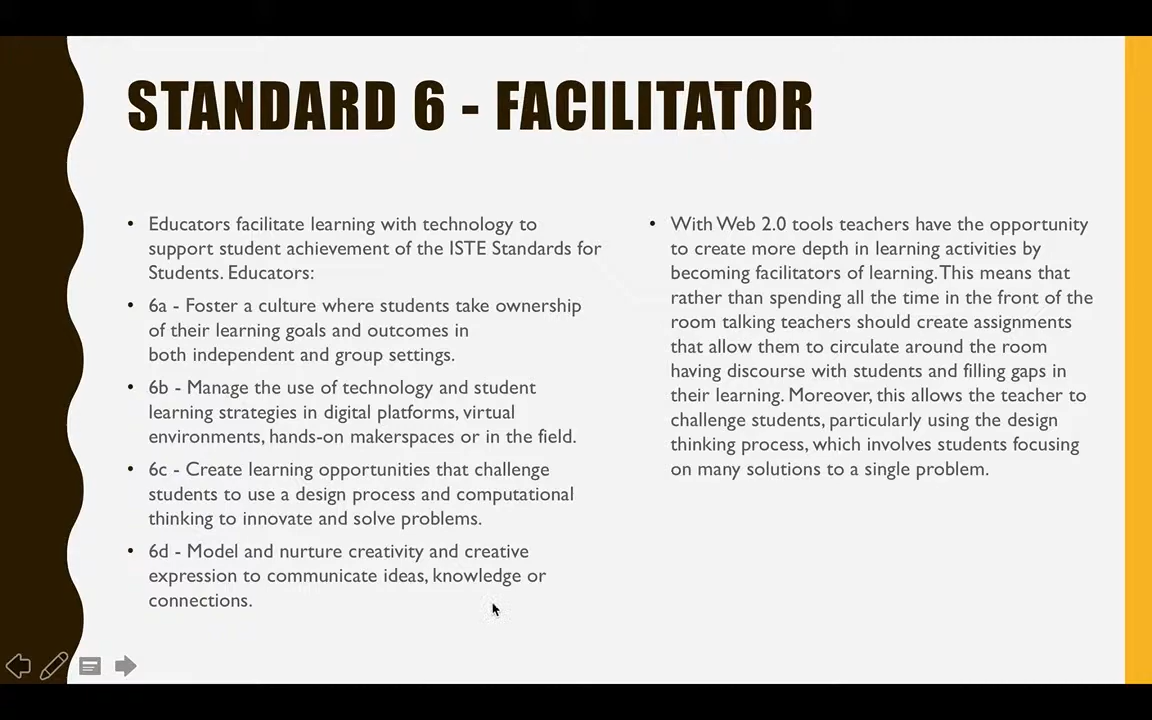 STANDARD 6 - FACILITATOR
• Educators facilitate learning with technology to
support student achievement of the ISTE Standards for
Students. Educators:
• 6a - Foster a culture where students take ownership
of their learning goals and outcomes in
both independent and group settings.
• 6b - Manage the use of technology and student
learning strategies in digital platforms, virtual
environments, hands-on makerspaces or in the field.
• 6c - Create learning opportunities that challenge
students to use a design process and computational
thinking to innovate and solve problems.
• 6d - Model and nurture creativity and creative
expression to communicate ideas, knowledge or
connections.
• With Web 2.0 tools teachers have the opportunity
to create more depth in learning activities by
becoming facilitators of learning. This means that
rather than spending all the time in the front of the
room talking teachers should create assignments
that allow them to circulate around the room
having discourse with students and filling gaps in
their learning. Moreover, this allows the teacher to
challenge students, particularly using the design
thinking process, which involves students focusing
on many solutions to a single problem.